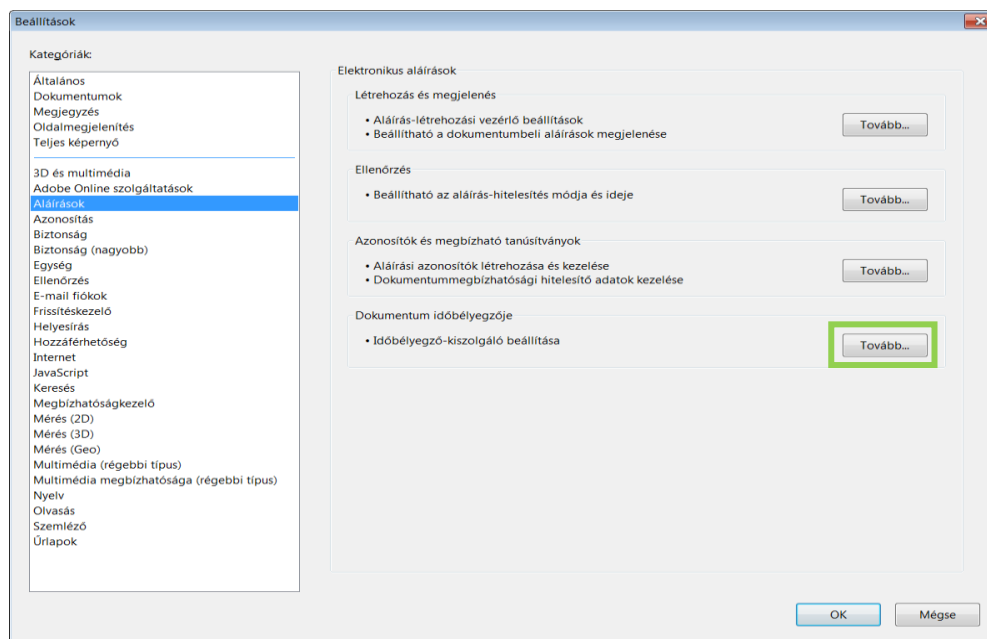 Beállítások
Kategóriák:
Általános
Dokumentumok
Megjegyzés
Oldalmegjelenítés
Teljes képernyő
3D és multimédia
Adobe Online szolgáltatások
Aláírások
Azonosítás
Biztonság
Biztonság (nagyobb)
Egység
Ellenőrzés
E-mail fiókok
Frissítéskezelő
Helyesírás
Hozzáférhetőség
Internet
JavaScript
Keresés
Megbízhatóságkezelő
Mérés (2D)
Mérés (3D)
Mérés (Geo)
Multimédia (régebbi típus)
Multimédia megbízhatósága (régebbi típus)
Nyelv
Olvasás
Szemléző
Űrlapok
Elektronikus aláírások
Létrehozás és megjelenés
• Aláírás-létrehozási vezérlő beállítások
• Beállítható a dokumentumbeli aláírások megjelenése
Tovább...
Ellenőrzés
• Beállítható az aláírás-hitelesítés módja és ideje
Tovább...
Azonosítók és megbízható tanúsítványok
• Aláírási azonosítók létrehozása és kezelése
• Dokumentummegbízhatósági hitelesítő adatok kezelése
Tovább...
Dokumentum időbélyegzője
• Időbélyegző-kiszolgáló beállítása
Tovább...
OK
Mégse